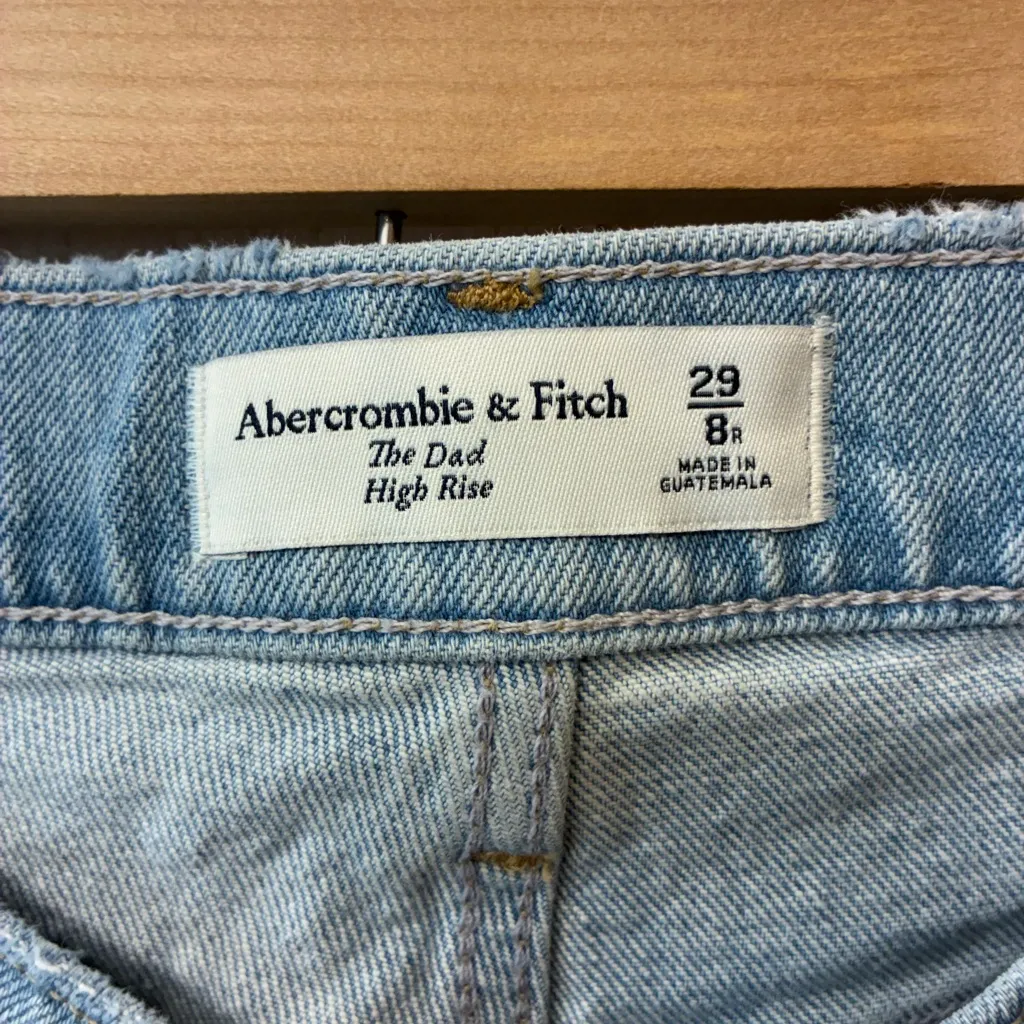 Abercrombie & Fitch
The Dad
High Rise
29
8R
MADE IN
GUATEMALA